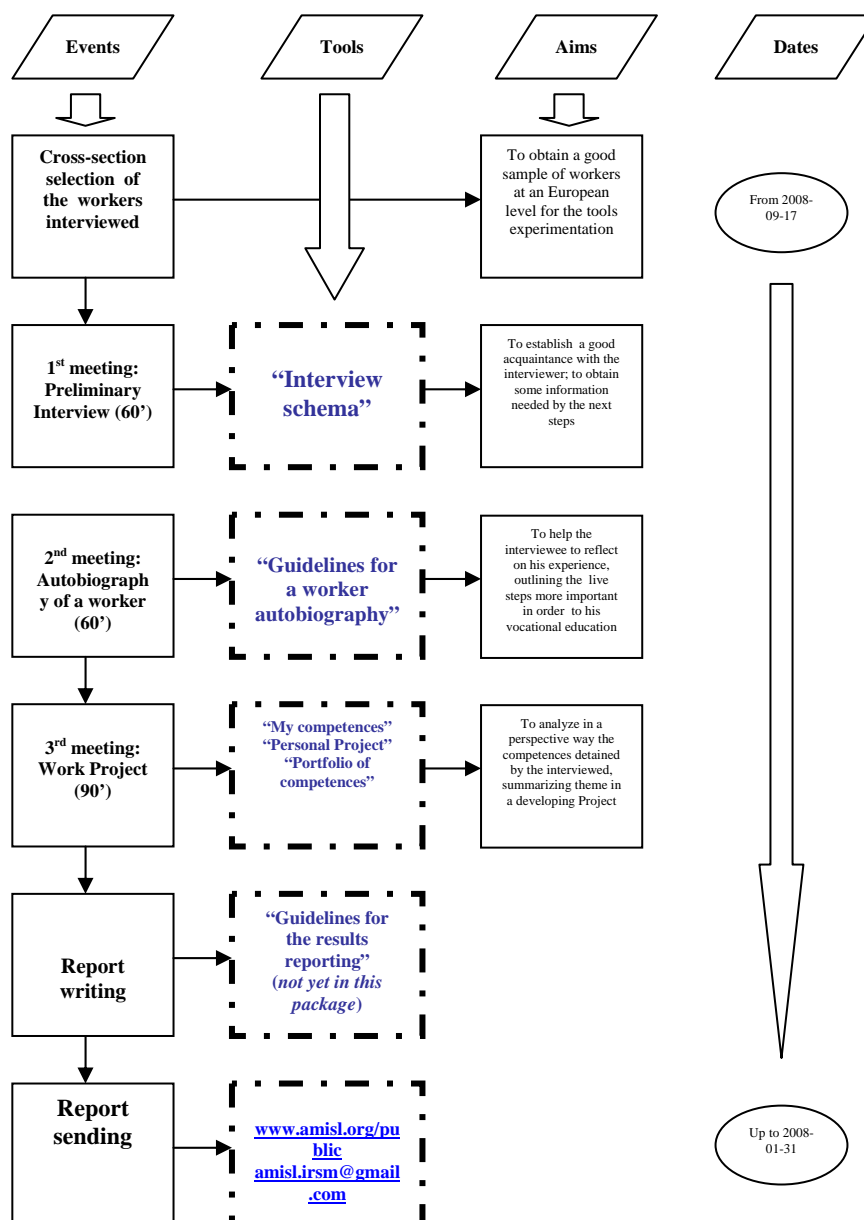 Events
Tools
Aims
Dates
Cross-section
selection of
the workers
interviewed
To obtain a good
sample of workers
at an European
level for the tools
experimentation
From 2008-
09-17
1st meeting:
Preliminary
Interview (60’)
“Interview
schema”
To establish a good
acquaintance with the
interviewer; to obtain
some information
needed by the next
steps
2nd meeting:
Autobiograph
y of a worker
(60’)
“Guidelines for
a worker
autobiography”
To help the
interviewee to reflect
on his experience,
outlining the live
steps more important
in order to his
vocational education
3rd meeting:
Work Project
(90’)
“My competences”
“Personal Project”
“Portfolio of
competences”
To analyze in a
perspective way the
competences detained
by the interviewed,
summarizing theme in
a developing Project
Report
writing
“Guidelines for
the results
reporting”
(not yet in this
package)
Report
sending
www.amisl.org/pu
blic
amisl.irsm@gmail
.com
Up to 2008-
01-31